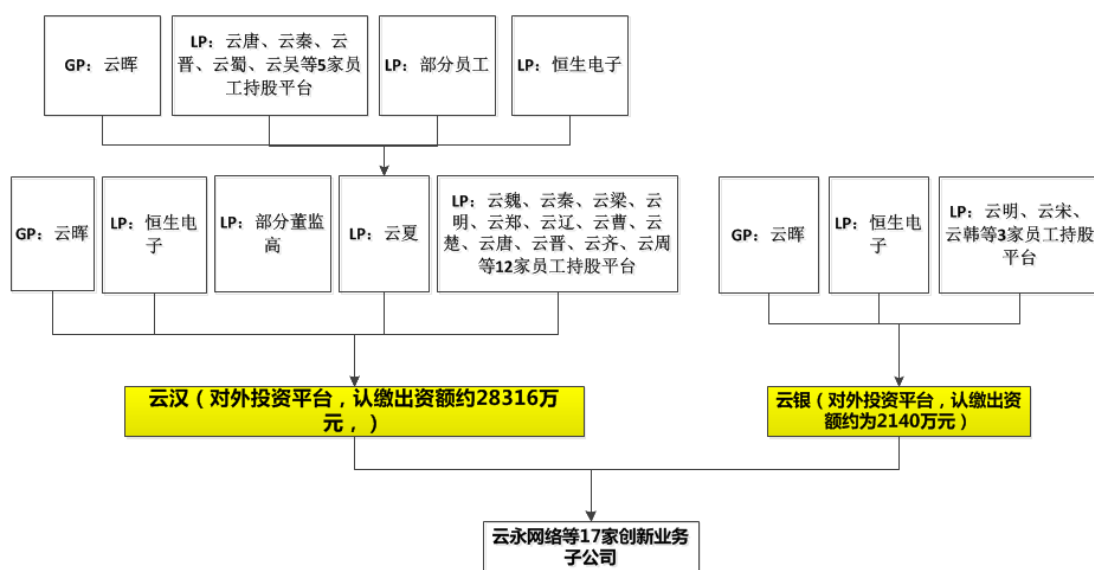 GP：云晖
LP：云唐、云秦、云
晋、云蜀、云吴等5家员
工持股平台
LP：部分员工
LP：恒生电子
GP：云晖
LP：恒生电
子
LP：部分董监
高
LP：云夏
LP：云魏、云秦、云梁、云
明、云郑、云辽、云曹、云
楚、云唐、云晋、云齐、云周
等12家员工持股平台
GP：云晖
LP：恒生电
子
LP：云明、云宋、
云韩等3家员工持股
平台
云汉（对外投资平台，认缴出资额约28316万
元，）
云银（对外投资平台，认缴出资
额约为2140万元）
云永网络等17家创新业务
子公司